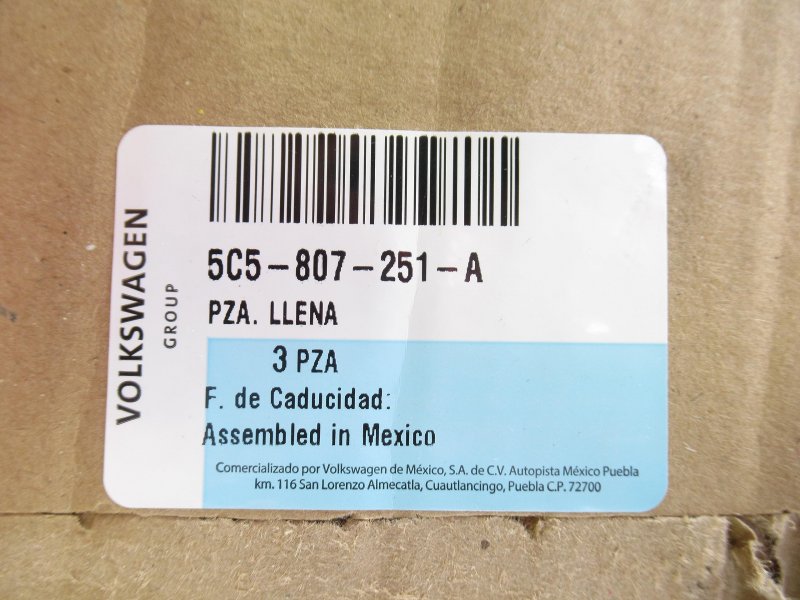 VOLKSWAGEN
GROUP
5C5-807-251-A
PZA. LLENA
3 PZA
F. de Caducidad:
Assembled in Mexico
Comercializado por Volkswagen de México, S.A. de C.V. Autopista México Puebla
km. 116 San Lorenzo Almecatla, Cuautlancingo, Puebla C.P. 72700